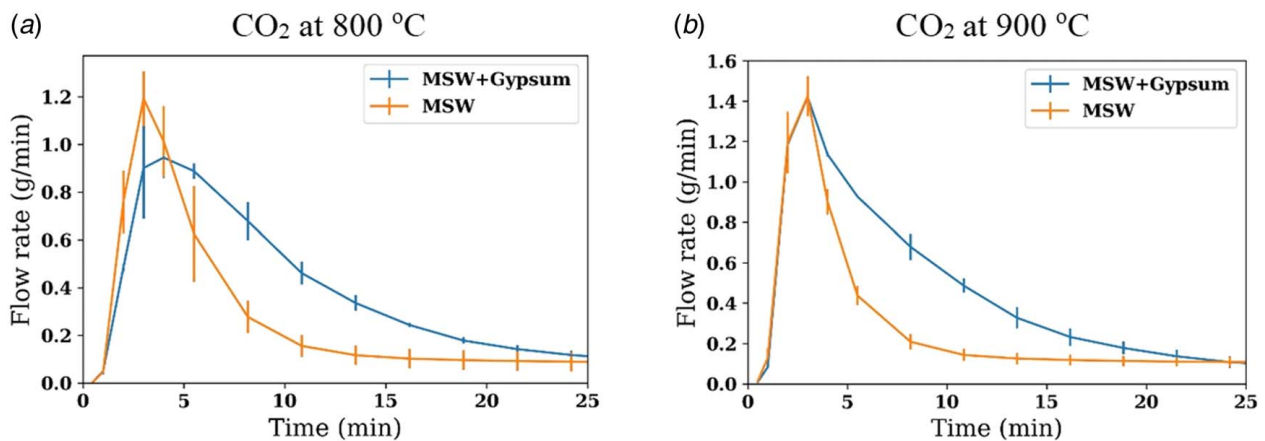 (a) CO₂ at 800 °C
MSW+Gypsum
MSW
Flow rate (g/min)
1.2
1.0
0.8
0.6
0.4
0.2
0.0
0 5 10 15 20 25
Time (min)
(b) CO₂ at 900 °C
MSW+Gypsum
MSW
Flow rate (g/min)
1.6
1.4
1.2
1.0
0.8
0.6
0.4
0.2
0.0
0 5 10 15 20 25
Time (min)